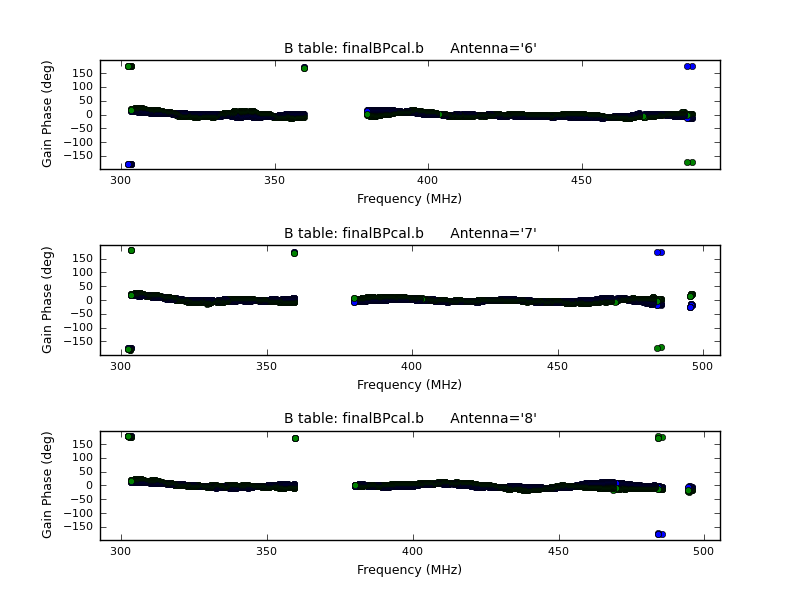 B table: finalBPcal.b Antenna='6'
Gain Phase (deg)
150
100
50
0
−50
−100
−150
300 350 400 450
Frequency (MHz)
B table: finalBPcal.b Antenna='7'
Gain Phase (deg)
150
100
50
0
−50
−100
−150
300 350 400 450 500
Frequency (MHz)
B table: finalBPcal.b Antenna='8'
Gain Phase (deg)
150
100
50
0
−50
−100
−150
300 350 400 450 500
Frequency (MHz)